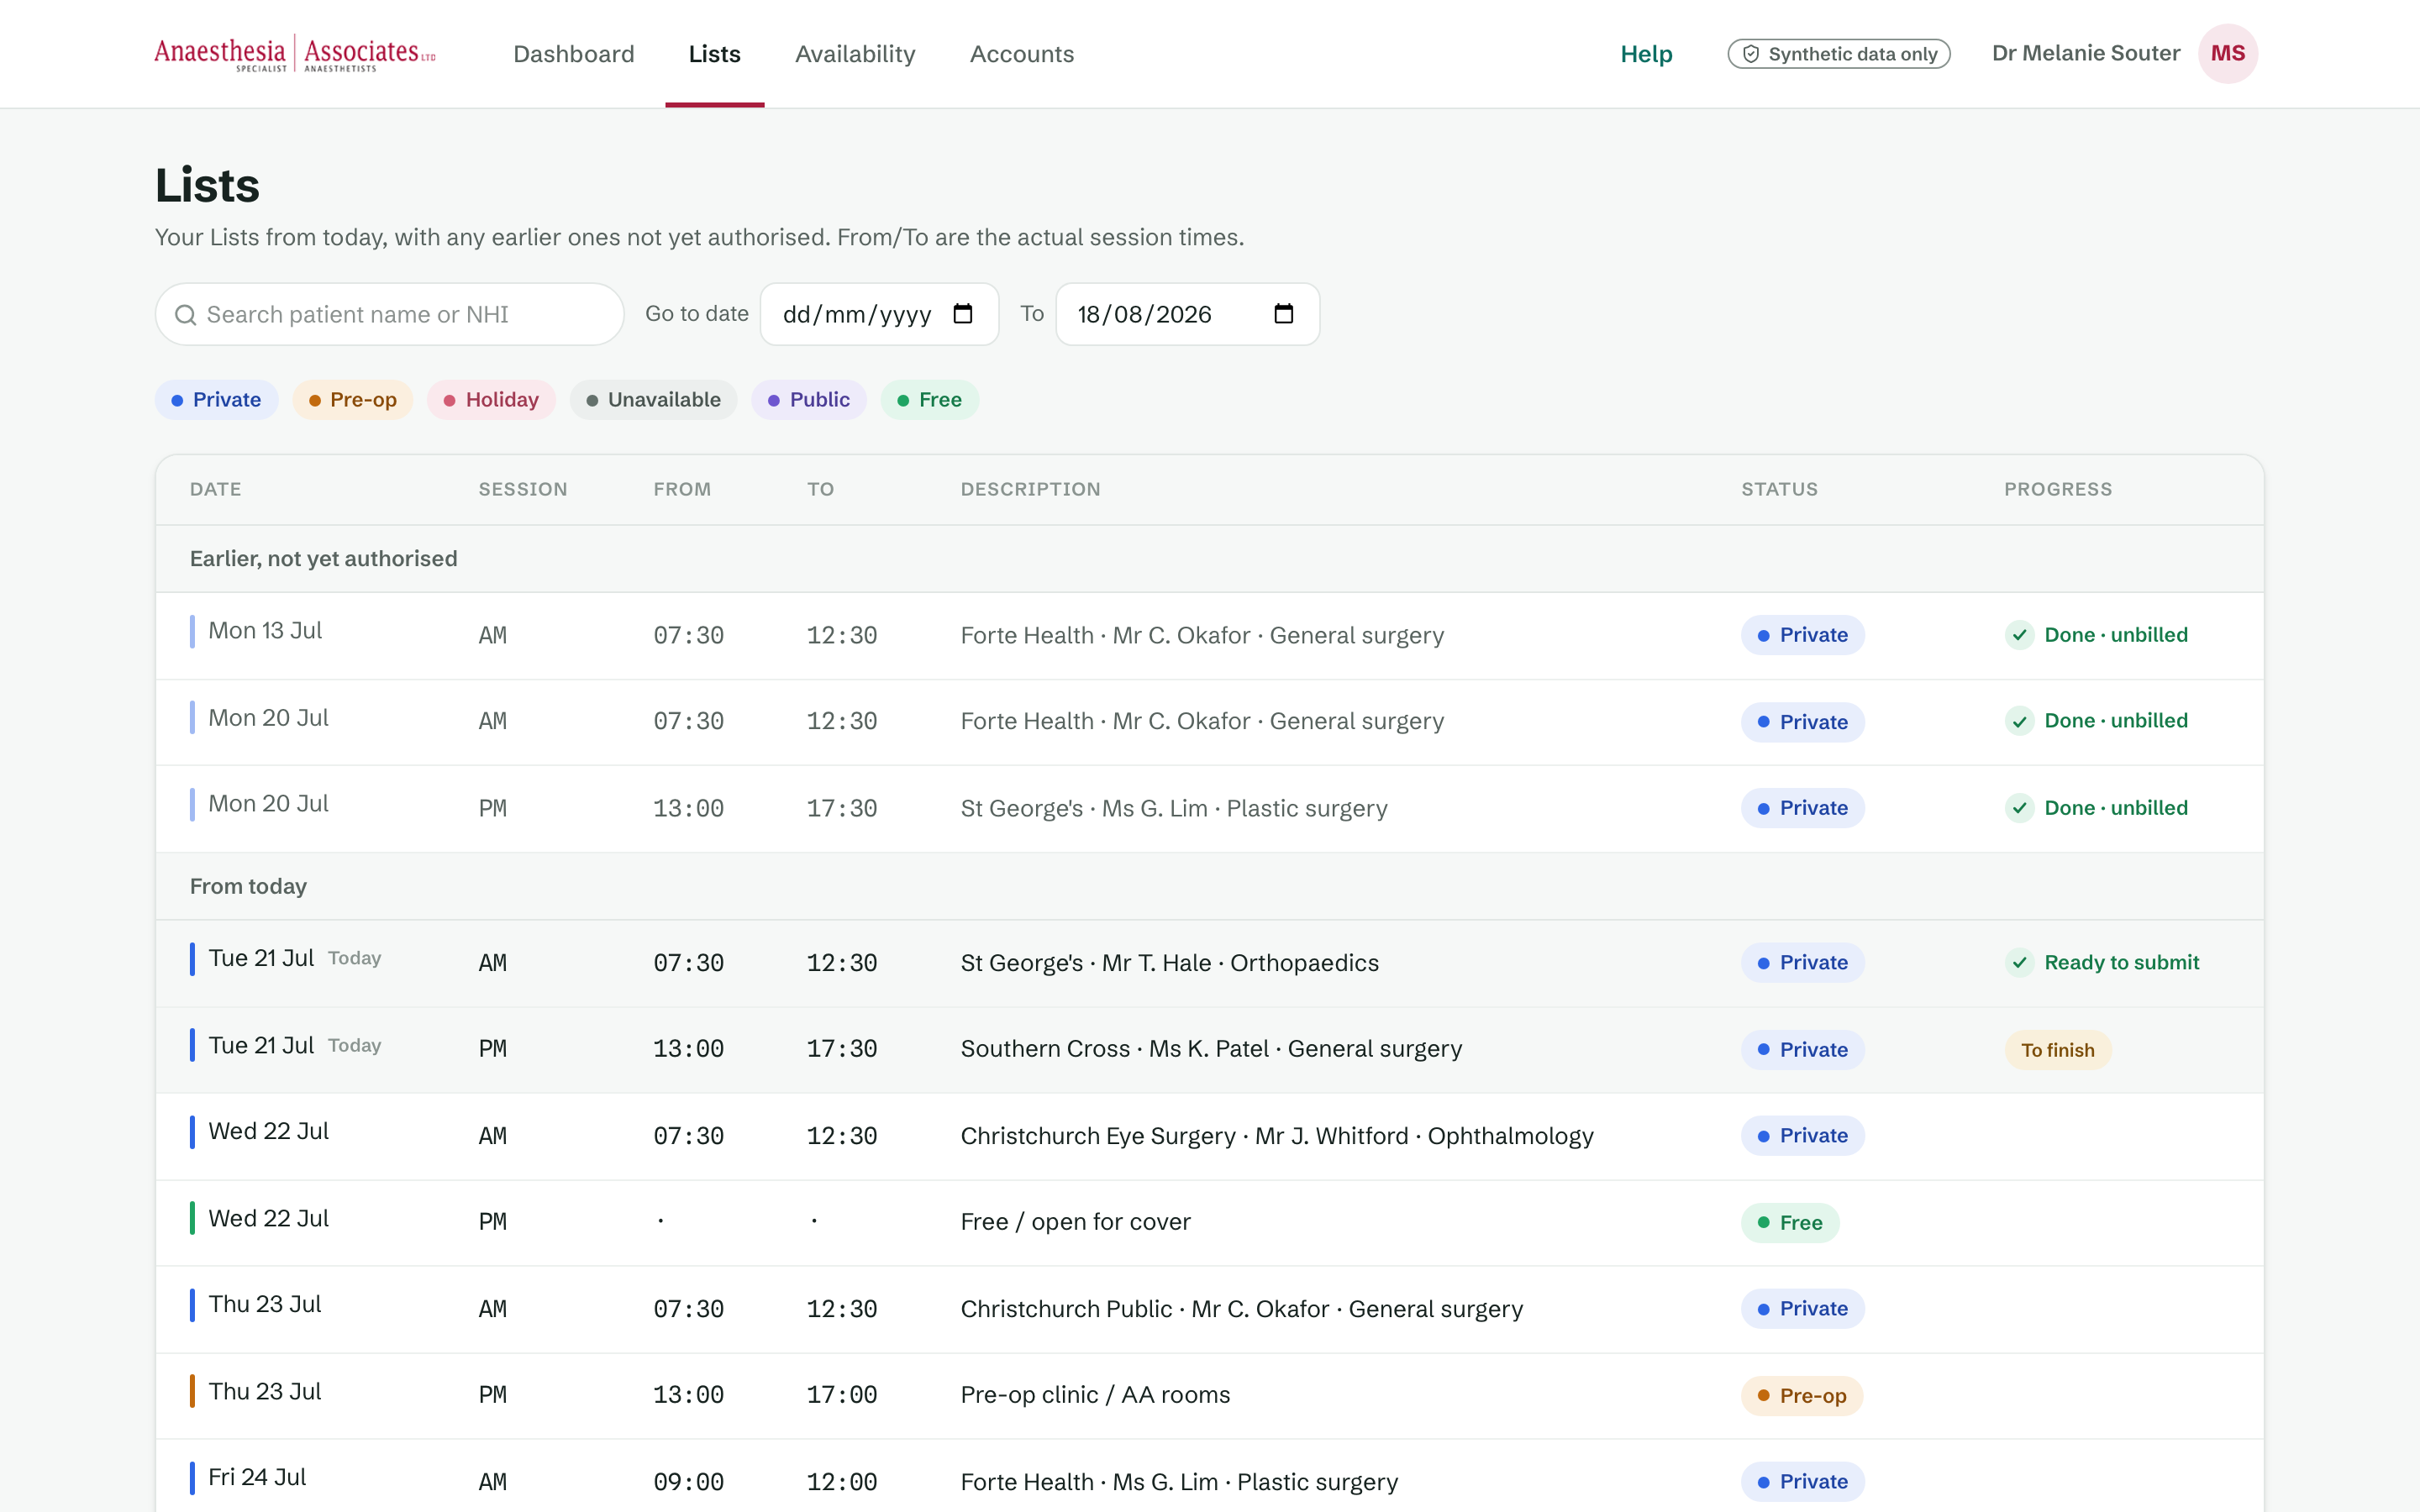 Anaesthesia Associates LTD
SPECIALIST ANAESTHETISTS
Dashboard Lists Availability Accounts Help Synthetic data only Dr Melanie Souter MS
Lists
Your Lists from today, with any earlier ones not yet authorised. From/To are the actual session times.
Search patient name or NHI Go to date dd/mm/yyyy To 18/08/2026
Private Pre-op Holiday Unavailable Public Free
DATE SESSION FROM TO DESCRIPTION STATUS PROGRESS
Earlier, not yet authorised
Mon 13 Jul AM 07:30 12:30 Forte Health · Mr C. Okafor · General surgery Private Done · unbilled
Mon 20 Jul AM 07:30 12:30 Forte Health · Mr C. Okafor · General surgery Private Done · unbilled
Mon 20 Jul PM 13:00 17:30 St George's · Ms G. Lim · Plastic surgery Private Done · unbilled
From today
Tue 21 Jul Today AM 07:30 12:30 St George's · Mr T. Hale · Orthopaedics Private Ready to submit
Tue 21 Jul Today PM 13:00 17:30 Southern Cross · Ms K. Patel · General surgery Private To finish
Wed 22 Jul AM 07:30 12:30 Christchurch Eye Surgery · Mr J. Whitford · Ophthalmology Private
Wed 22 Jul PM · · Free / open for cover Free
Thu 23 Jul AM 07:30 12:30 Christchurch Public · Mr C. Okafor · General surgery Private
Thu 23 Jul PM 13:00 17:00 Pre-op clinic / AA rooms Pre-op
Fri 24 Jul AM 09:00 12:00 Forte Health · Ms G. Lim · Plastic surgery Private